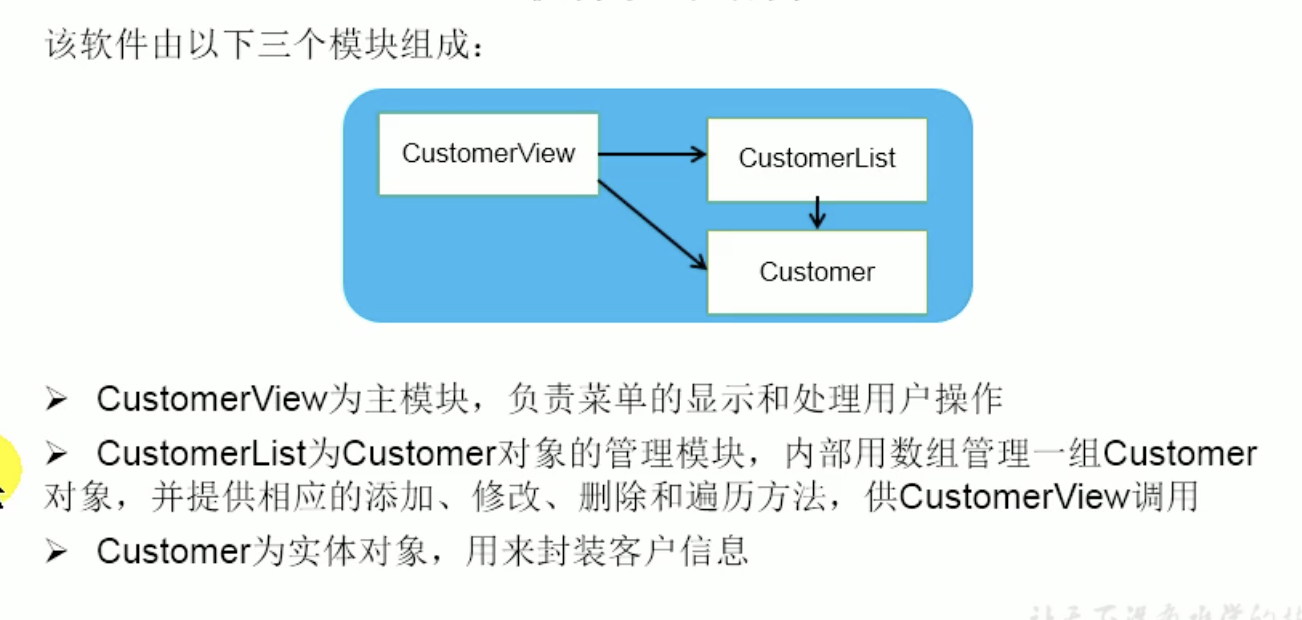 该软件由以下三个模块组成：
CustomerView
CustomerList
Customer
➢ CustomerView为主模块，负责菜单的显示和处理用户操作
➢ CustomerList为Customer对象的管理模块，内部用数组管理一组Customer
对象，并提供相应的添加、修改、删除和遍历方法，供CustomerView调用
➢ Customer为实体对象，用来封装客户信息